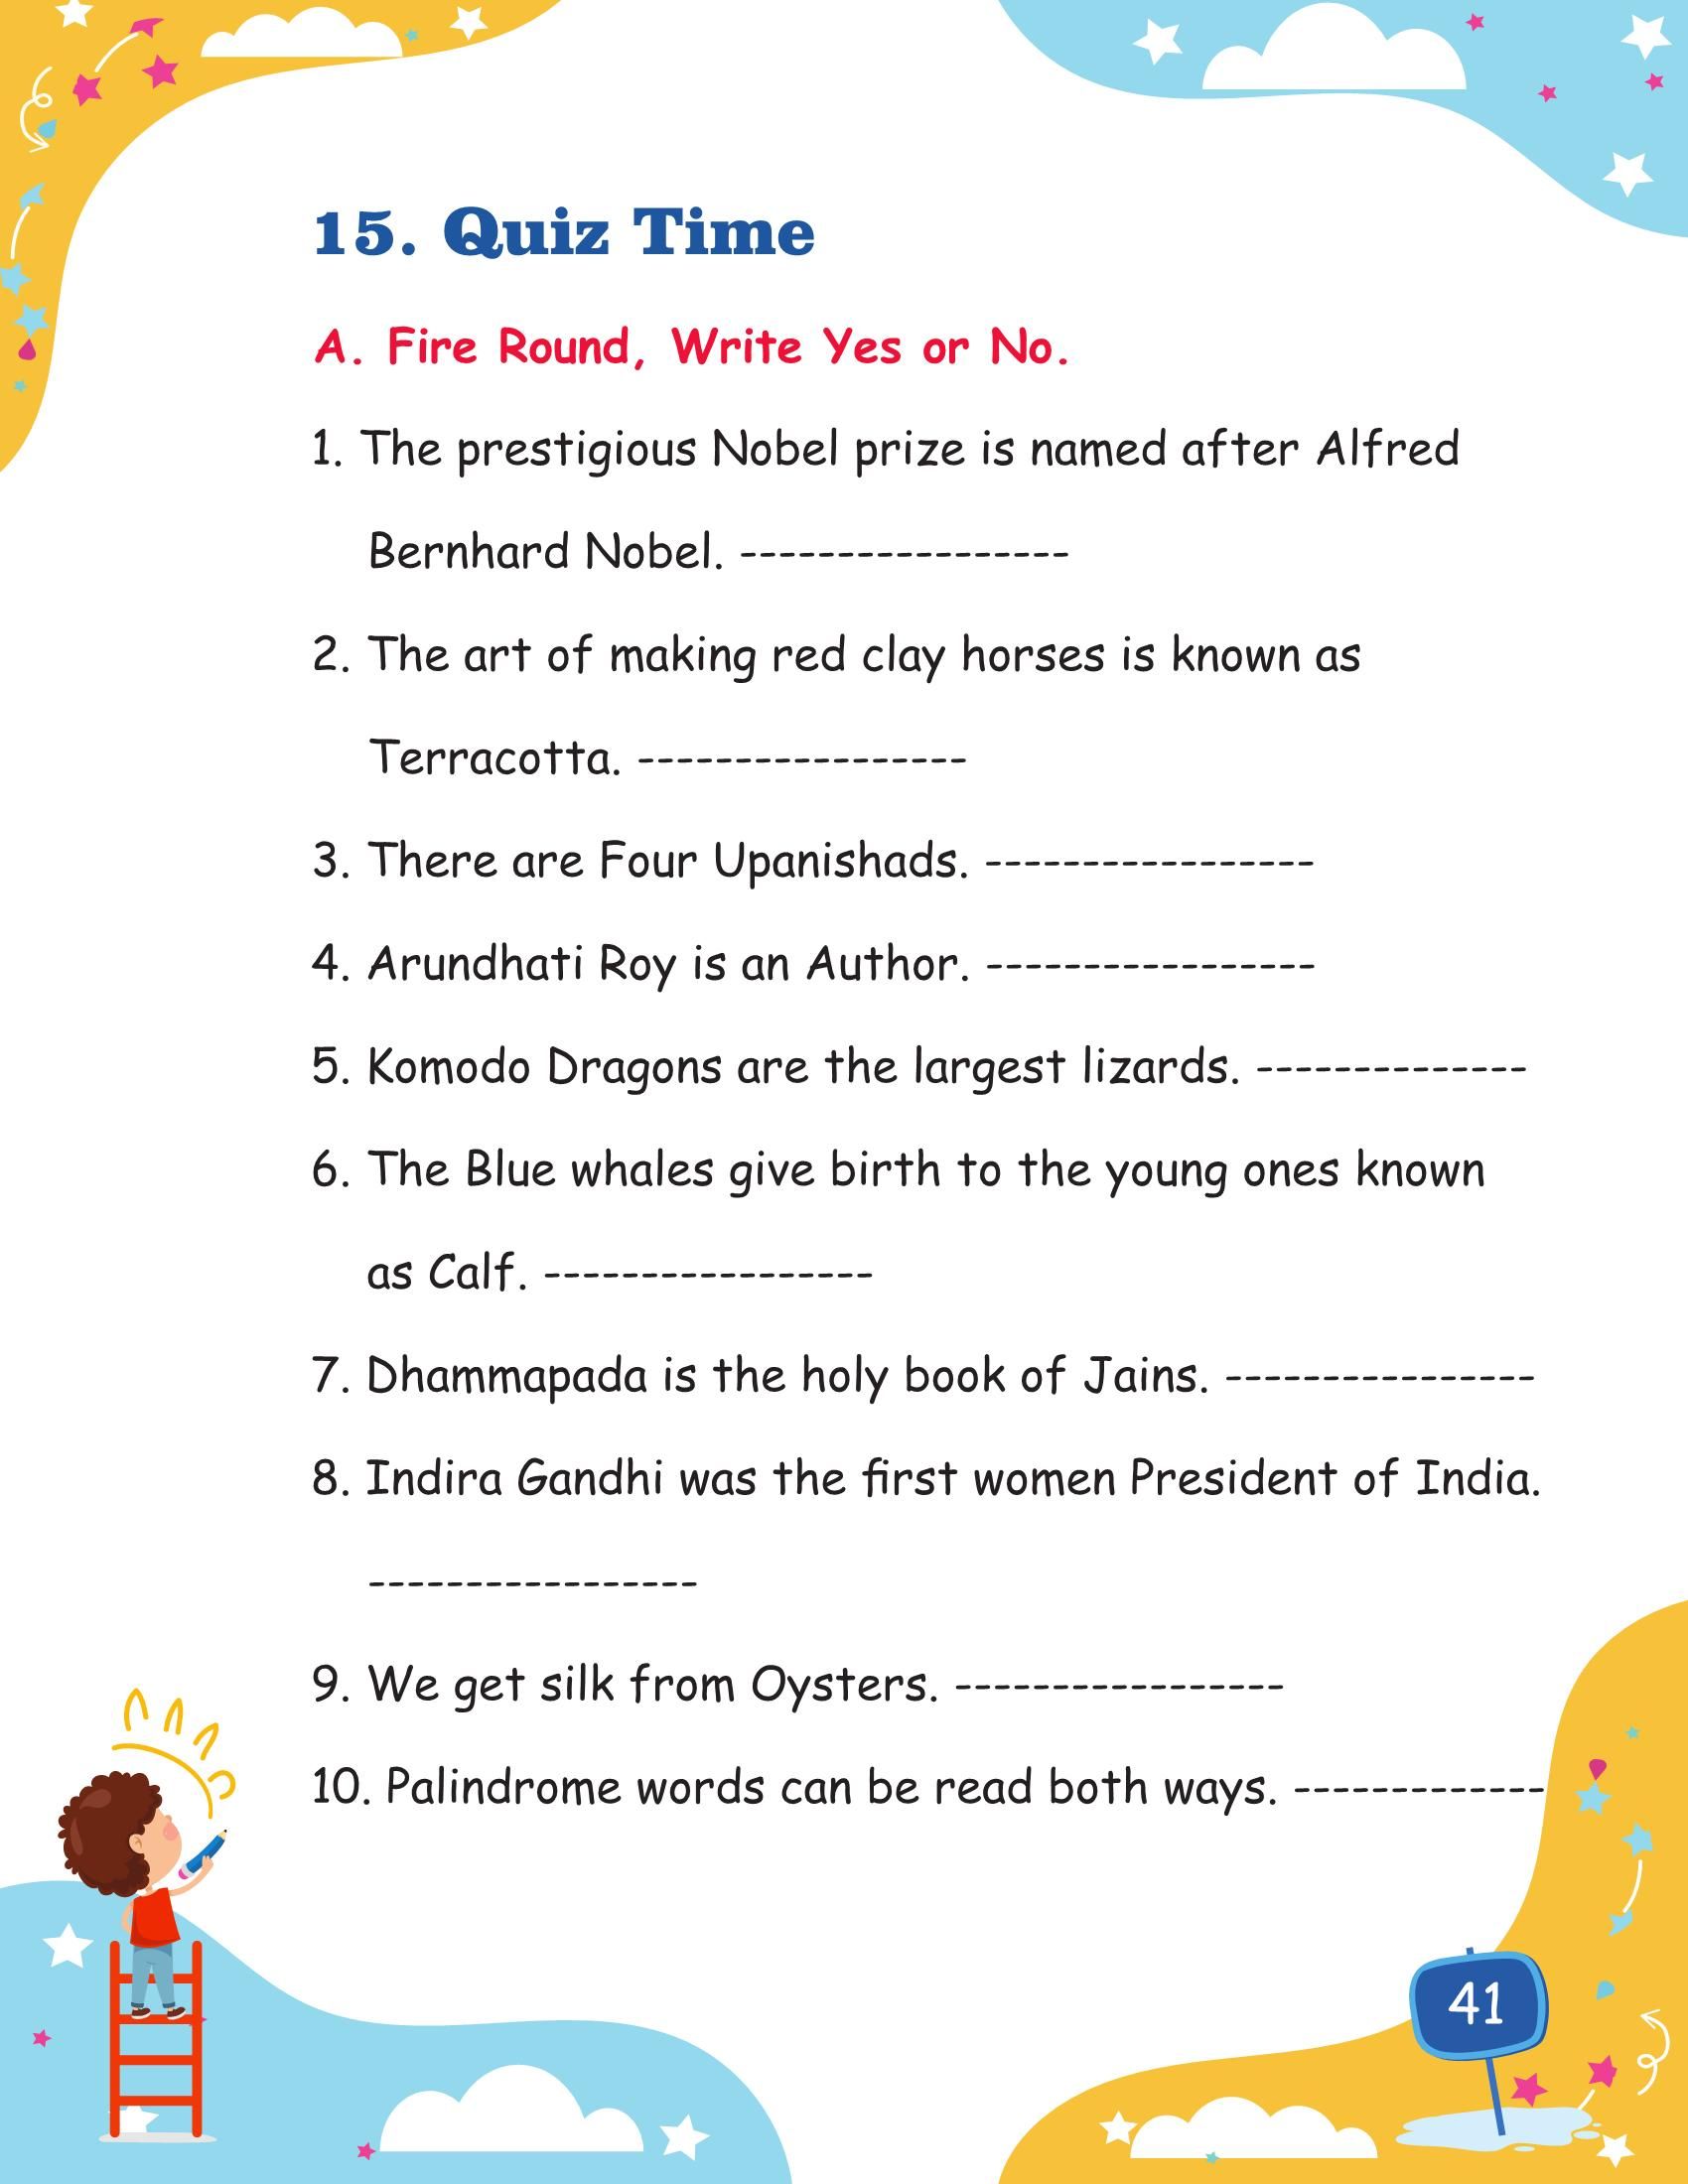 15. Quiz Time
A. Fire Round, Write Yes or No.
1. The prestigious Nobel prize is named after Alfred
Bernhard Nobel. -----------------
2. The art of making red clay horses is known as
Terracotta. -----------------
3. There are Four Upanishads. -----------------
4. Arundhati Roy is an Author. -----------------
5. Komodo Dragons are the largest lizards. --------------
6. The Blue whales give birth to the young ones known
as Calf. -----------------
7. Dhammapada is the holy book of Jains. ----------------
8. Indira Gandhi was the first women President of India.
-----------------
9. We get silk from Oysters. -----------------
10. Palindrome words can be read both ways. -------------
41